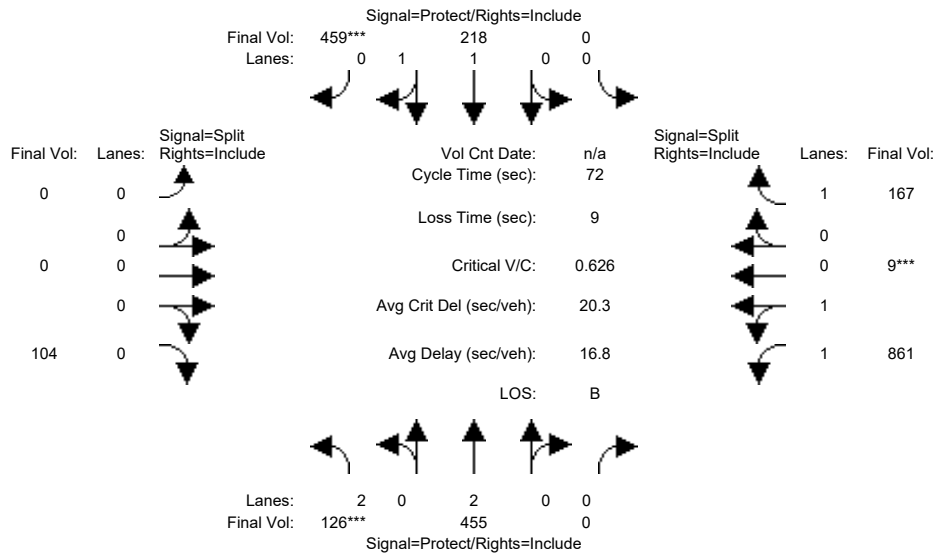 Signal=Protect/Rights=Include
Final Vol: 459*** 218 0
Lanes: 0 1 1 0 0
Signal=Split
Final Vol: Lanes: Rights=Include
Vol Cnt Date: n/a
Signal=Split
Rights=Include Lanes: Final Vol:
Cycle Time (sec): 72
0 0
1 167
Loss Time (sec): 9
0
0
0 0
Critical V/C: 0.626
0 9***
0
Avg Crit Del (sec/veh): 20.3
1
104 0
Avg Delay (sec/veh): 16.8
1 861
LOS: B
Lanes: 2 0 2 0 0
Final Vol: 126*** 455 0
Signal=Protect/Rights=Include